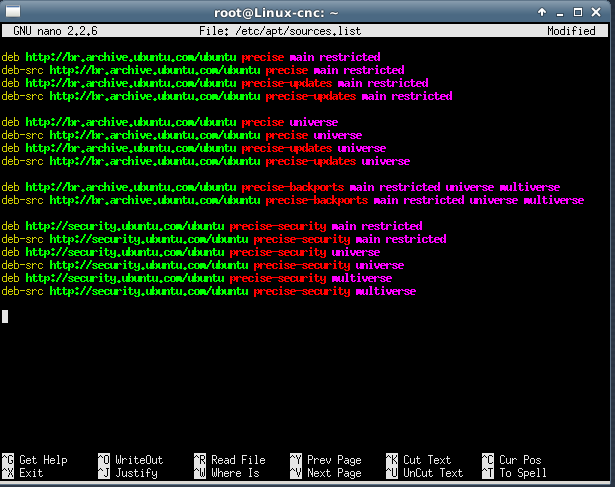 root@Linux-cnc: ~
GNU nano 2.2.6 File: /etc/apt/sources.list Modified
deb http://br.archive.ubuntu.com/ubuntu precise main restricted
deb-src http://br.archive.ubuntu.com/ubuntu precise main restricted
deb http://br.archive.ubuntu.com/ubuntu precise-updates main restricted
deb-src http://br.archive.ubuntu.com/ubuntu precise-updates main restricted
deb http://br.archive.ubuntu.com/ubuntu precise universe
deb-src http://br.archive.ubuntu.com/ubuntu precise universe
deb http://br.archive.ubuntu.com/ubuntu precise-updates universe
deb-src http://br.archive.ubuntu.com/ubuntu precise-updates universe
deb http://br.archive.ubuntu.com/ubuntu precise-backports main restricted universe multiverse
deb-src http://br.archive.ubuntu.com/ubuntu precise-backports main restricted universe multiverse
deb http://security.ubuntu.com/ubuntu precise-security main restricted
deb-src http://security.ubuntu.com/ubuntu precise-security main restricted
deb http://security.ubuntu.com/ubuntu precise-security universe
deb-src http://security.ubuntu.com/ubuntu precise-security universe
deb http://security.ubuntu.com/ubuntu precise-security multiverse
deb-src http://security.ubuntu.com/ubuntu precise-security multiverse
^G Get Help ^O WriteOut ^R Read File ^Y Prev Page ^K Cut Text ^C Cur Pos
^X Exit ^J Justify ^W Where Is ^V Next Page ^U UnCut Text ^T To Spell